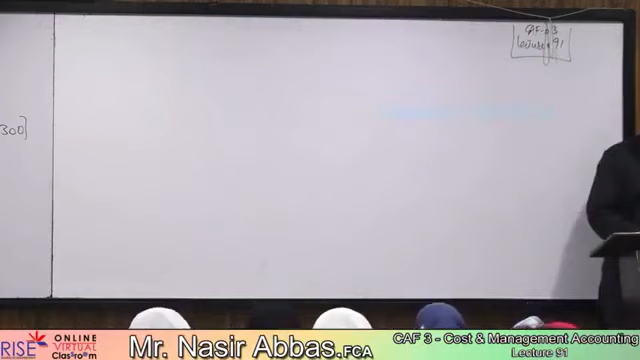 CAF-03
Lecture 91
300]
RISE ONLINE
VIRTUAL
Classroom
Mr. Nasir Abbas.FCA
CAF 3 - Cost & Management Accounting
Lecture 91